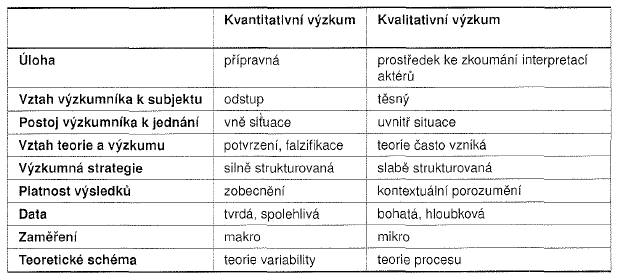 Kvantitativní výzkum Kvalitativní výzkum
Úloha přípravná prostředek ke zkoumání interpretací
aktérů
Vztah výzkumníka k subjektu odstup těsný
Postoj výzkumníka k jednání vně situace uvnitř situace
Vztah teorie a výzkumu potvrzení, falzifikace teorie často vzniká
Výzkumná strategie silně strukturovaná slabě strukturovaná
Platnost výsledků zobecnění kontextuální porozumění
Data tvrdá, spolehlivá bohatá, hloubková
Zaměření makro mikro
Teoretické schéma teorie variability teorie procesu